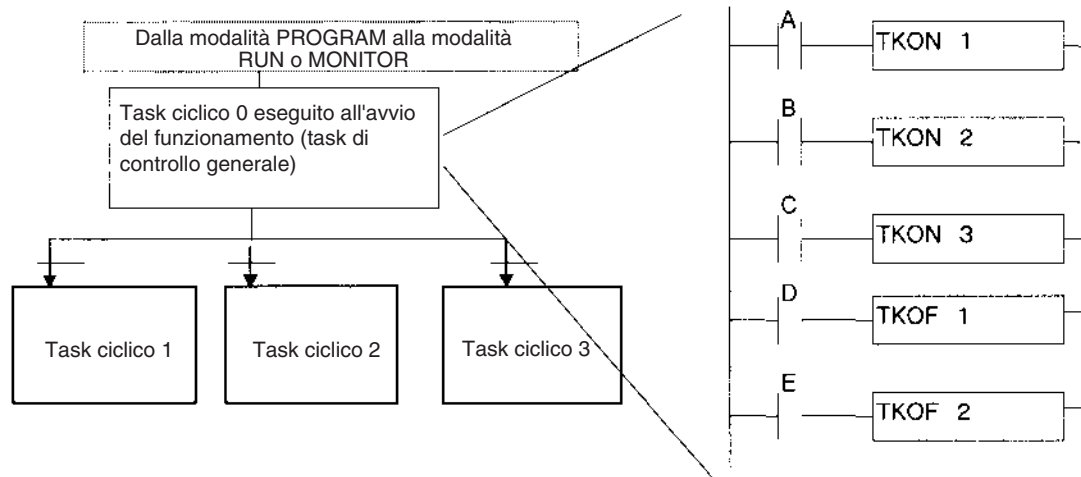 Dalla modalità PROGRAM alla modalità
RUN o MONITOR
Task ciclico 0 eseguito all'avvio
del funzionamento (task di
controllo generale)
Task ciclico 1
Task ciclico 2
Task ciclico 3
A
TKON 1
B
TKON 2
C
TKON 3
D
TKOF 1
E
TKOF 2